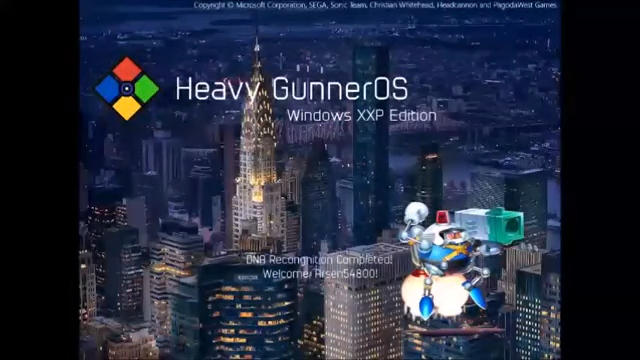 Copyright © Microsoft Corporation, SEGA, Sonic Team, Christian Whitehead, Headcannon and PagodaWest Games
Heavy GunnerOS
Windows XXP Edition
DNA Recongnition Completed!
Welcome, Arsen54800!